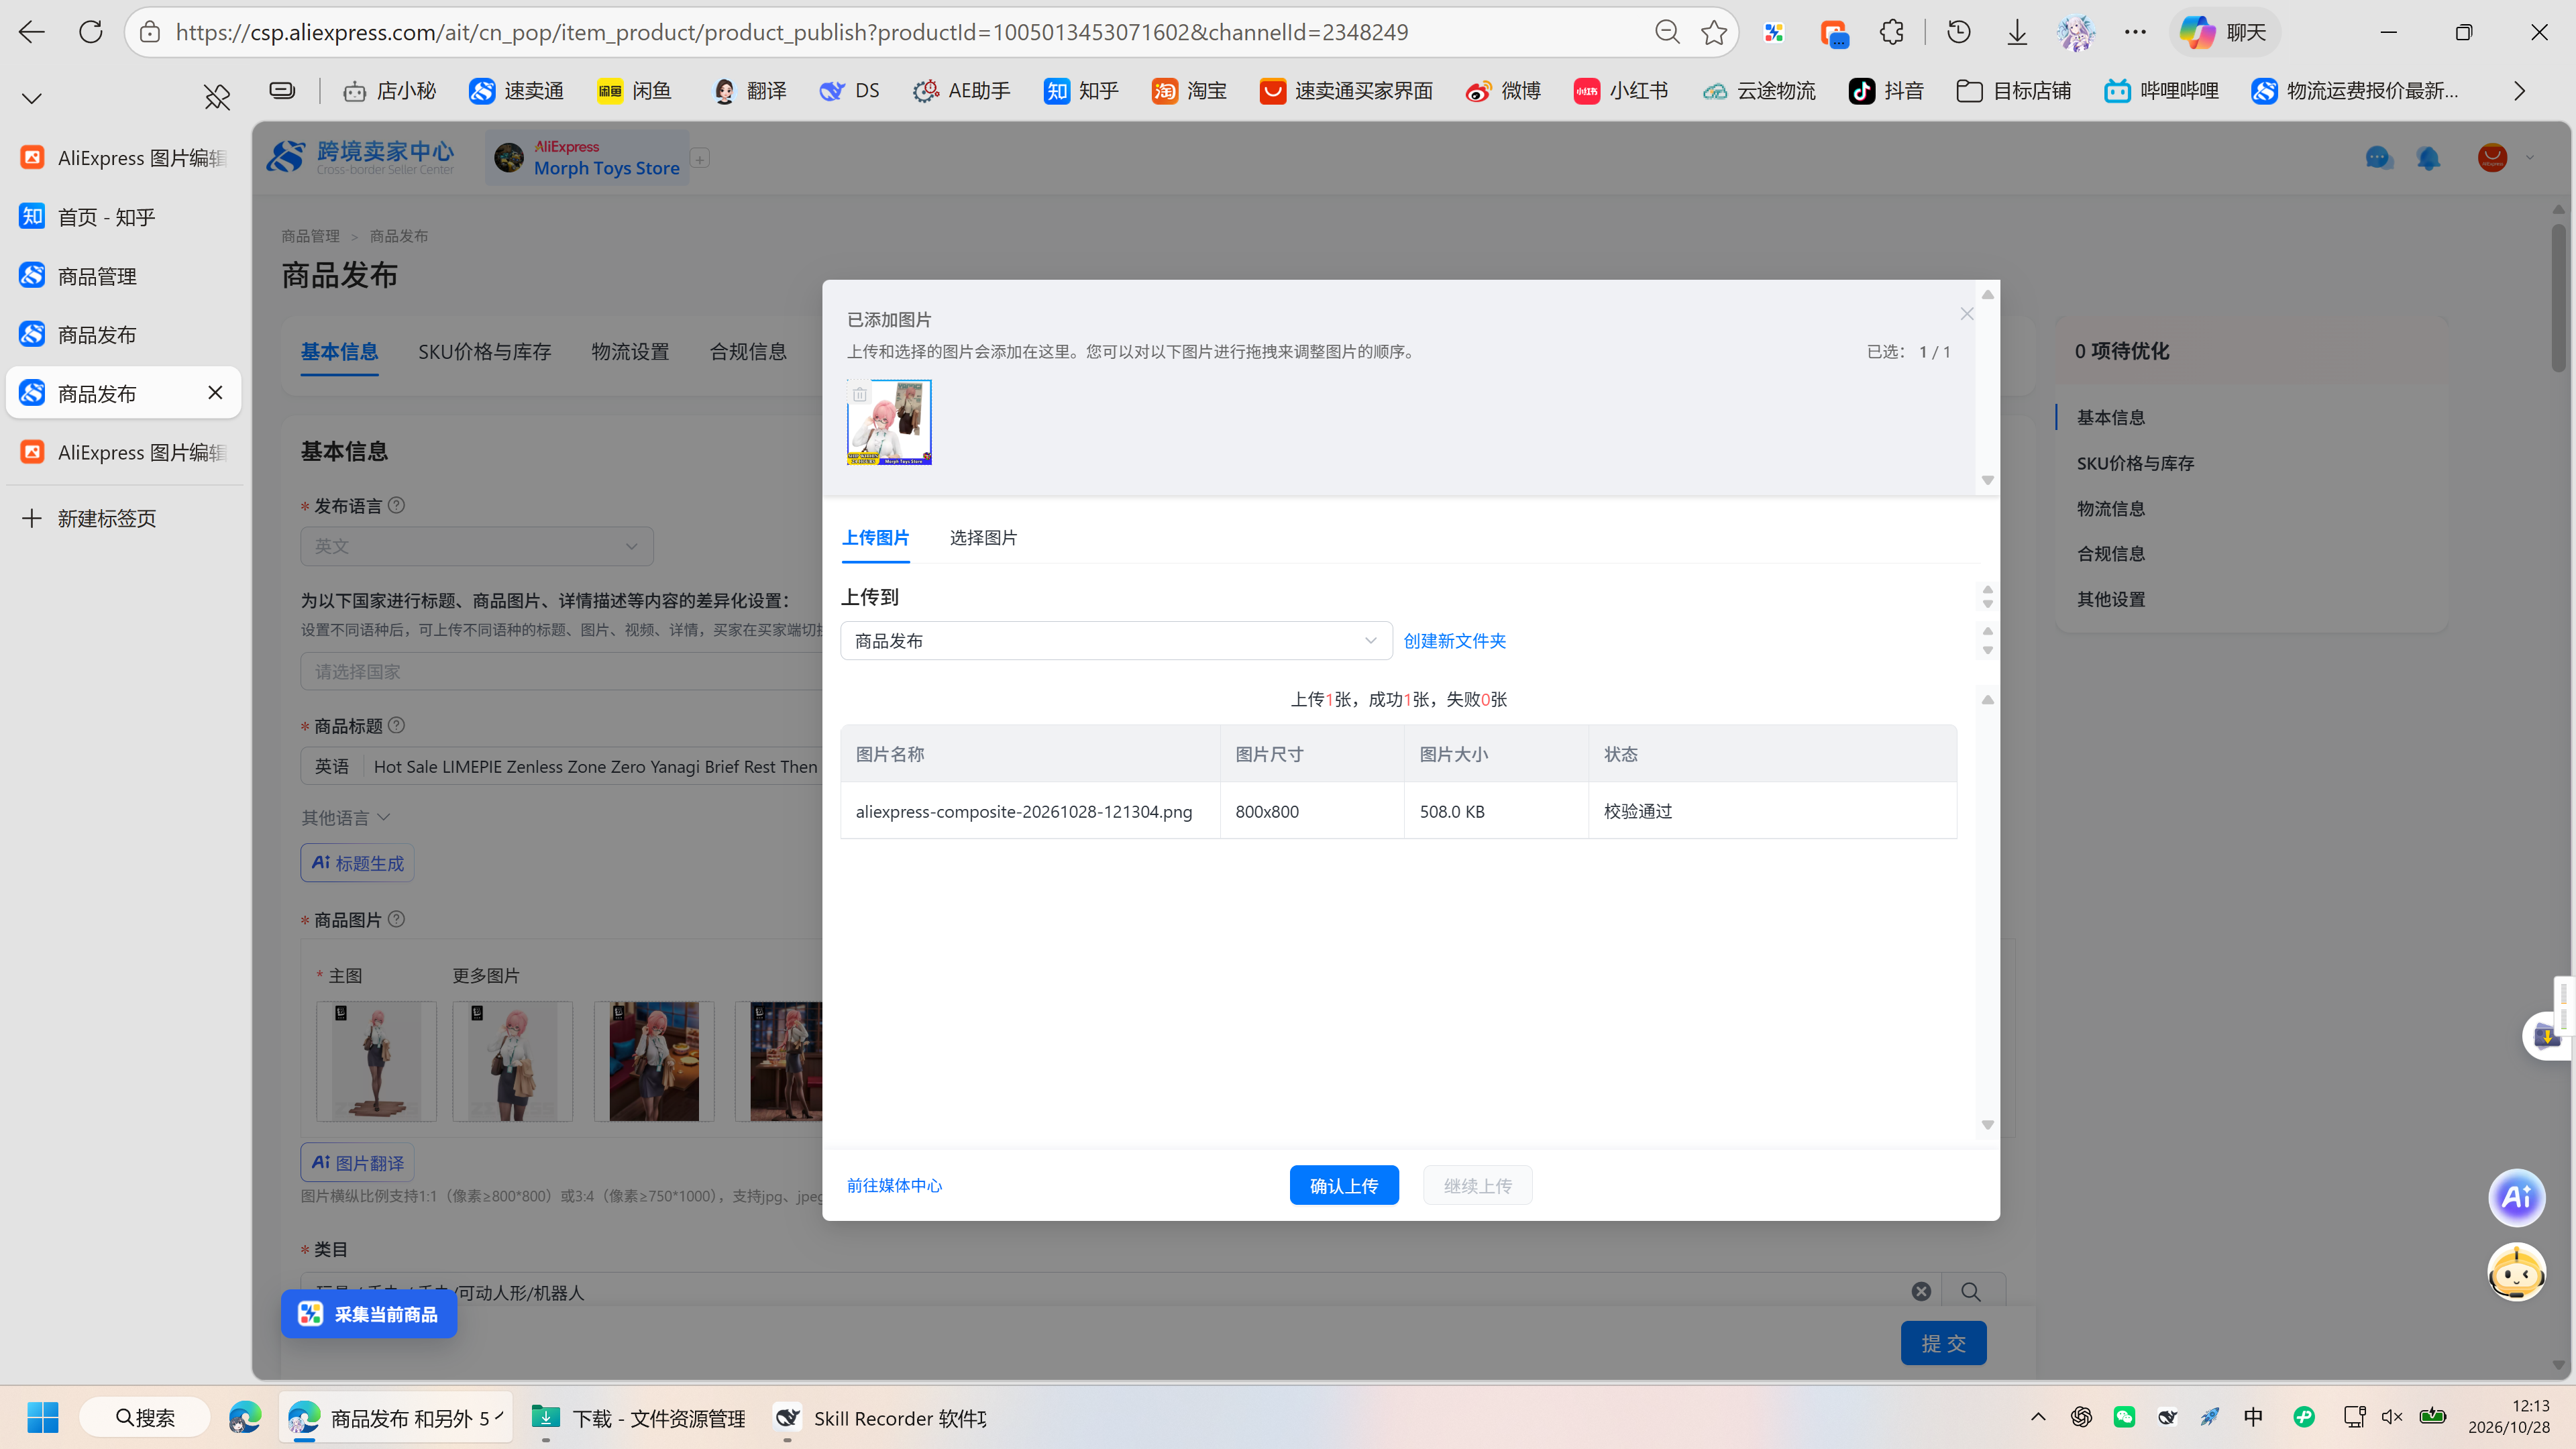 https://csp.aliexpress.com/ait/cn_pop/item_product/product_publish?productId=1005013453071602&channelId=2348249
聊天
店小秘
速卖通
闲鱼
翻译
DS
AE助手
知乎
淘宝
速卖通买家界面
微博
小红书
云途物流
抖音
目标店铺
哔哩哔哩
物流运费报价最新...
AliExpress 图片编辑
首页 - 知乎
商品管理
商品发布
商品发布
AliExpress 图片编辑
新建标签页
跨境卖家中心
Cross-border Seller Center
AliExpress
Morph Toys Store
商品管理 > 商品发布
商品发布
基本信息
SKU价格与库存
物流设置
合规信息
基本信息
* 发布语言
英文
为以下国家进行标题、商品图片、详情描述等内容的差异化设置：
设置不同语种后，可上传不同语种的标题、图片、视频、详情，买家在买家端切换
请选择国家
* 商品标题
英语 Hot Sale LIMEPIE Zenless Zone Zero Yanagi Brief Rest Then
其他语言
Ai 标题生成
* 商品图片
* 主图
更多图片
Ai 图片翻译
图片横纵比例支持1:1（像素≥800*800）或3:4（像素≥750*1000），支持jpg、jpeg
* 类目
/可动人形/机器人
采集当前商品
提 交
已添加图片
上传和选择的图片会添加在这里。您可以对以下图片进行拖拽来调整图片的顺序。
已选： 1 / 1
Morph Toys Store
上传图片
选择图片
上传到
商品发布
创建新文件夹
上传1张，成功1张，失败0张
图片名称 图片尺寸 图片大小 状态
aliexpress-composite-20261028-121304.png 800x800 508.0 KB 校验通过
前往媒体中心
确认上传
继续上传
0 项待优化
基本信息
SKU价格与库存
物流信息
合规信息
其他设置
Ai
搜索
商品发布 和另外 5
下载 - 文件资源管理
Skill Recorder 软件
中
12:13
2026/10/28